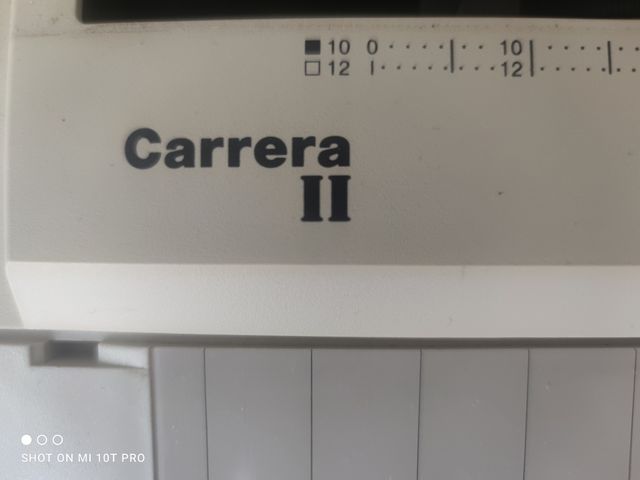 ■ 10 0 10
□ 12 12
Carrera
II
SHOT ON MI 10T PRO